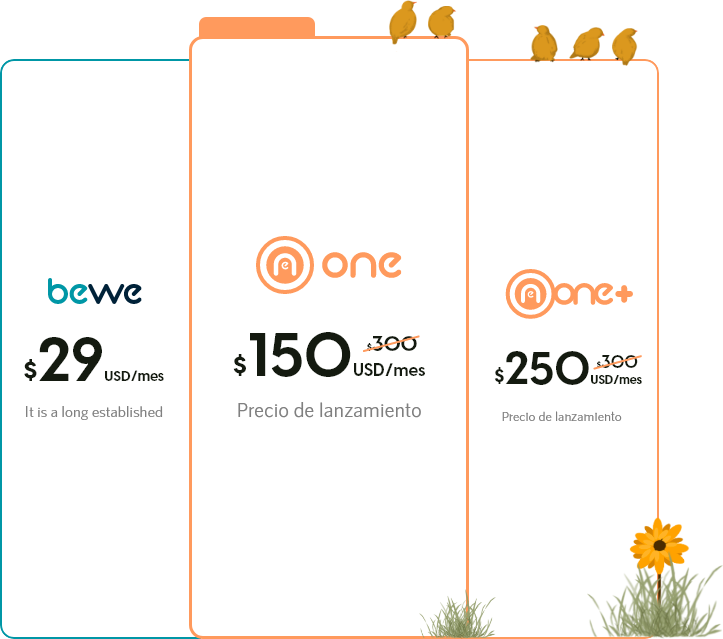 bewe
$29 USD/mes
It is a long established
one
$150 USD/mes $300
Precio de lanzamiento
one+
$250 USD/mes $300
Precio de lanzamiento